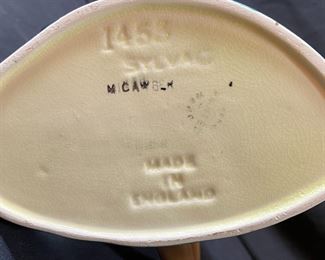 1453
SYLVAC
MICAWBER
MADE
IN
ENGLAND